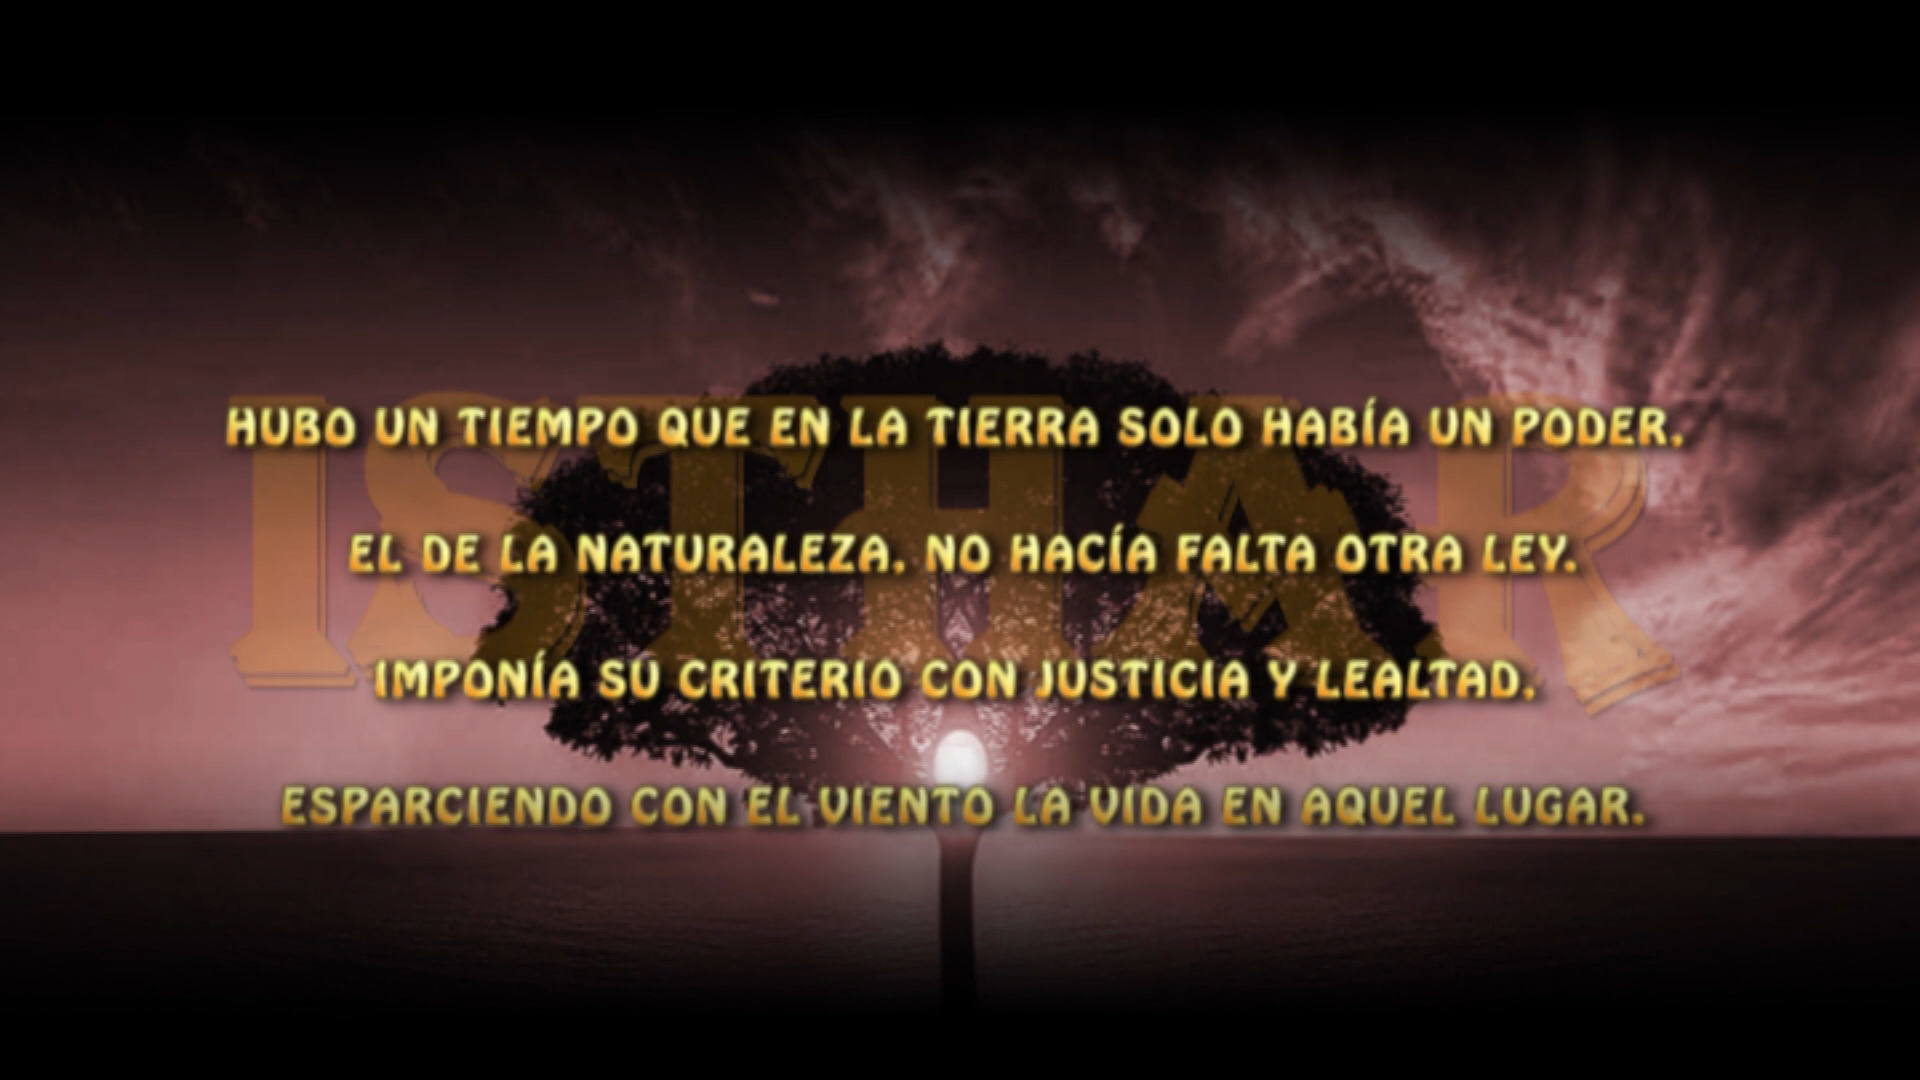 ISTHAR
HUBO UN TIEMPO QUE EN LA TIERRA SOLO HABÍA UN PODER,
EL DE LA NATURALEZA, NO HACÍA FALTA OTRA LEY.
IMPONÍA SU CRITERIO CON JUSTICIA Y LEALTAD,
ESPARCIENDO CON EL VIENTO LA VIDA EN AQUEL LUGAR.